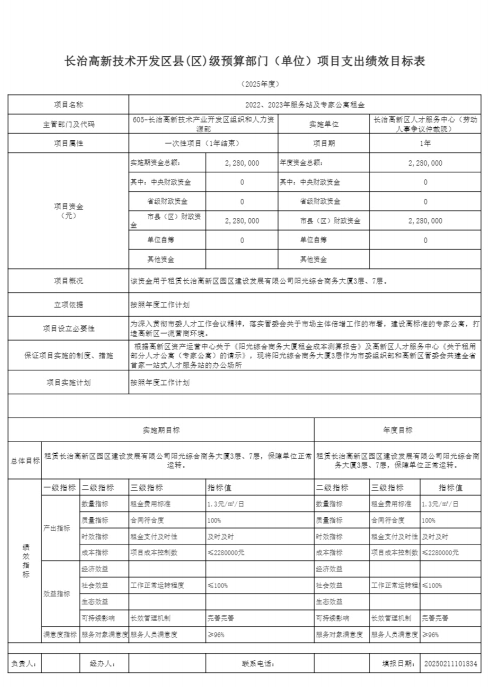 长治高新技术开发区县(区)级预算部门（单位）项目支出绩效目标表
（2025年度）
项目名称 2022、2023年服务站及专家公寓租金
主管部门及代码 603-长治高新技术产业开发区组织和人力资源部 实施单位 长治高新区人才服务中心（劳动人事争议仲裁院）
项目属性 一次性项目（1年结束） 项目期 1年
项目资金（元） 实施期资金总额： 2,280,000 年度资金总额： 2,280,000
其中：中央财政资金 0 其中：中央财政资金 0
省级财政资金 0 省级财政资金 0
市县（区）财政资金 2,280,000 市县（区）财政资金 2,280,000
单位自筹 0 单位自筹 0
其他资金 其他资金
项目概况 该资金用于租赁长治高新区园区建设发展有限公司阳光综合商务大厦3层、7层。
立项依据 按照年度工作计划
项目设立必要性 为深入贯彻市委人才工作会议精神，落实管委会关于市场主体倍增工作的布署，建设高标准的专家公寓，打造高新区一流营商环境。
保证项目实施的制度、措施 根据高新区资产运营中心关于《阳光综合商务大厦租金成本测算报告》及高新区人才服务中心《关于租用部分人才公寓（专家公寓）的请示》，现将阳光综合商务大厦3层作为市委组织部和高新区管委会共建全省首家一站式人才服务站的办公场所
项目实施计划 按照年度工作计划
实施期目标 年度目标
总体目标 租赁长治高新区园区建设发展有限公司阳光综合商务大厦3层、7层，保障单位正常运转。 租赁长治高新区园区建设发展有限公司阳光综合商务大厦3层、7层，保障单位正常运转。
绩效指标 一级指标 二级指标 三级指标 指标值 二级指标 三级指标 指标值
产出指标 数量指标 租金费用标准 1.3元/㎡/日 数量指标 租金费用标准 1.3元/㎡/日
质量指标 合同符合度 100% 质量指标 合同符合度 100%
时效指标 租金支付及时性 及时及时 时效指标 租金支付及时性 及时及时
成本指标 项目成本控制数 ≤2280000元 成本指标 项目成本控制数 ≤2280000元
效益指标 经济效益 经济效益
社会效益 工作正常运转程度 ≤100% 社会效益 工作正常运转程 ≤100%
生态效益 生态效益
可持续影响 长效管理机制 完善完善 可持续影响 长效管理机制 完善完善
满意度指标 服务对象满意度 服务人员满意度 ≥96% 服务对象满意度 服务人员满意度 ≥96%
负责人： 经办人： 联系电话： 填报日期： 20250211101834